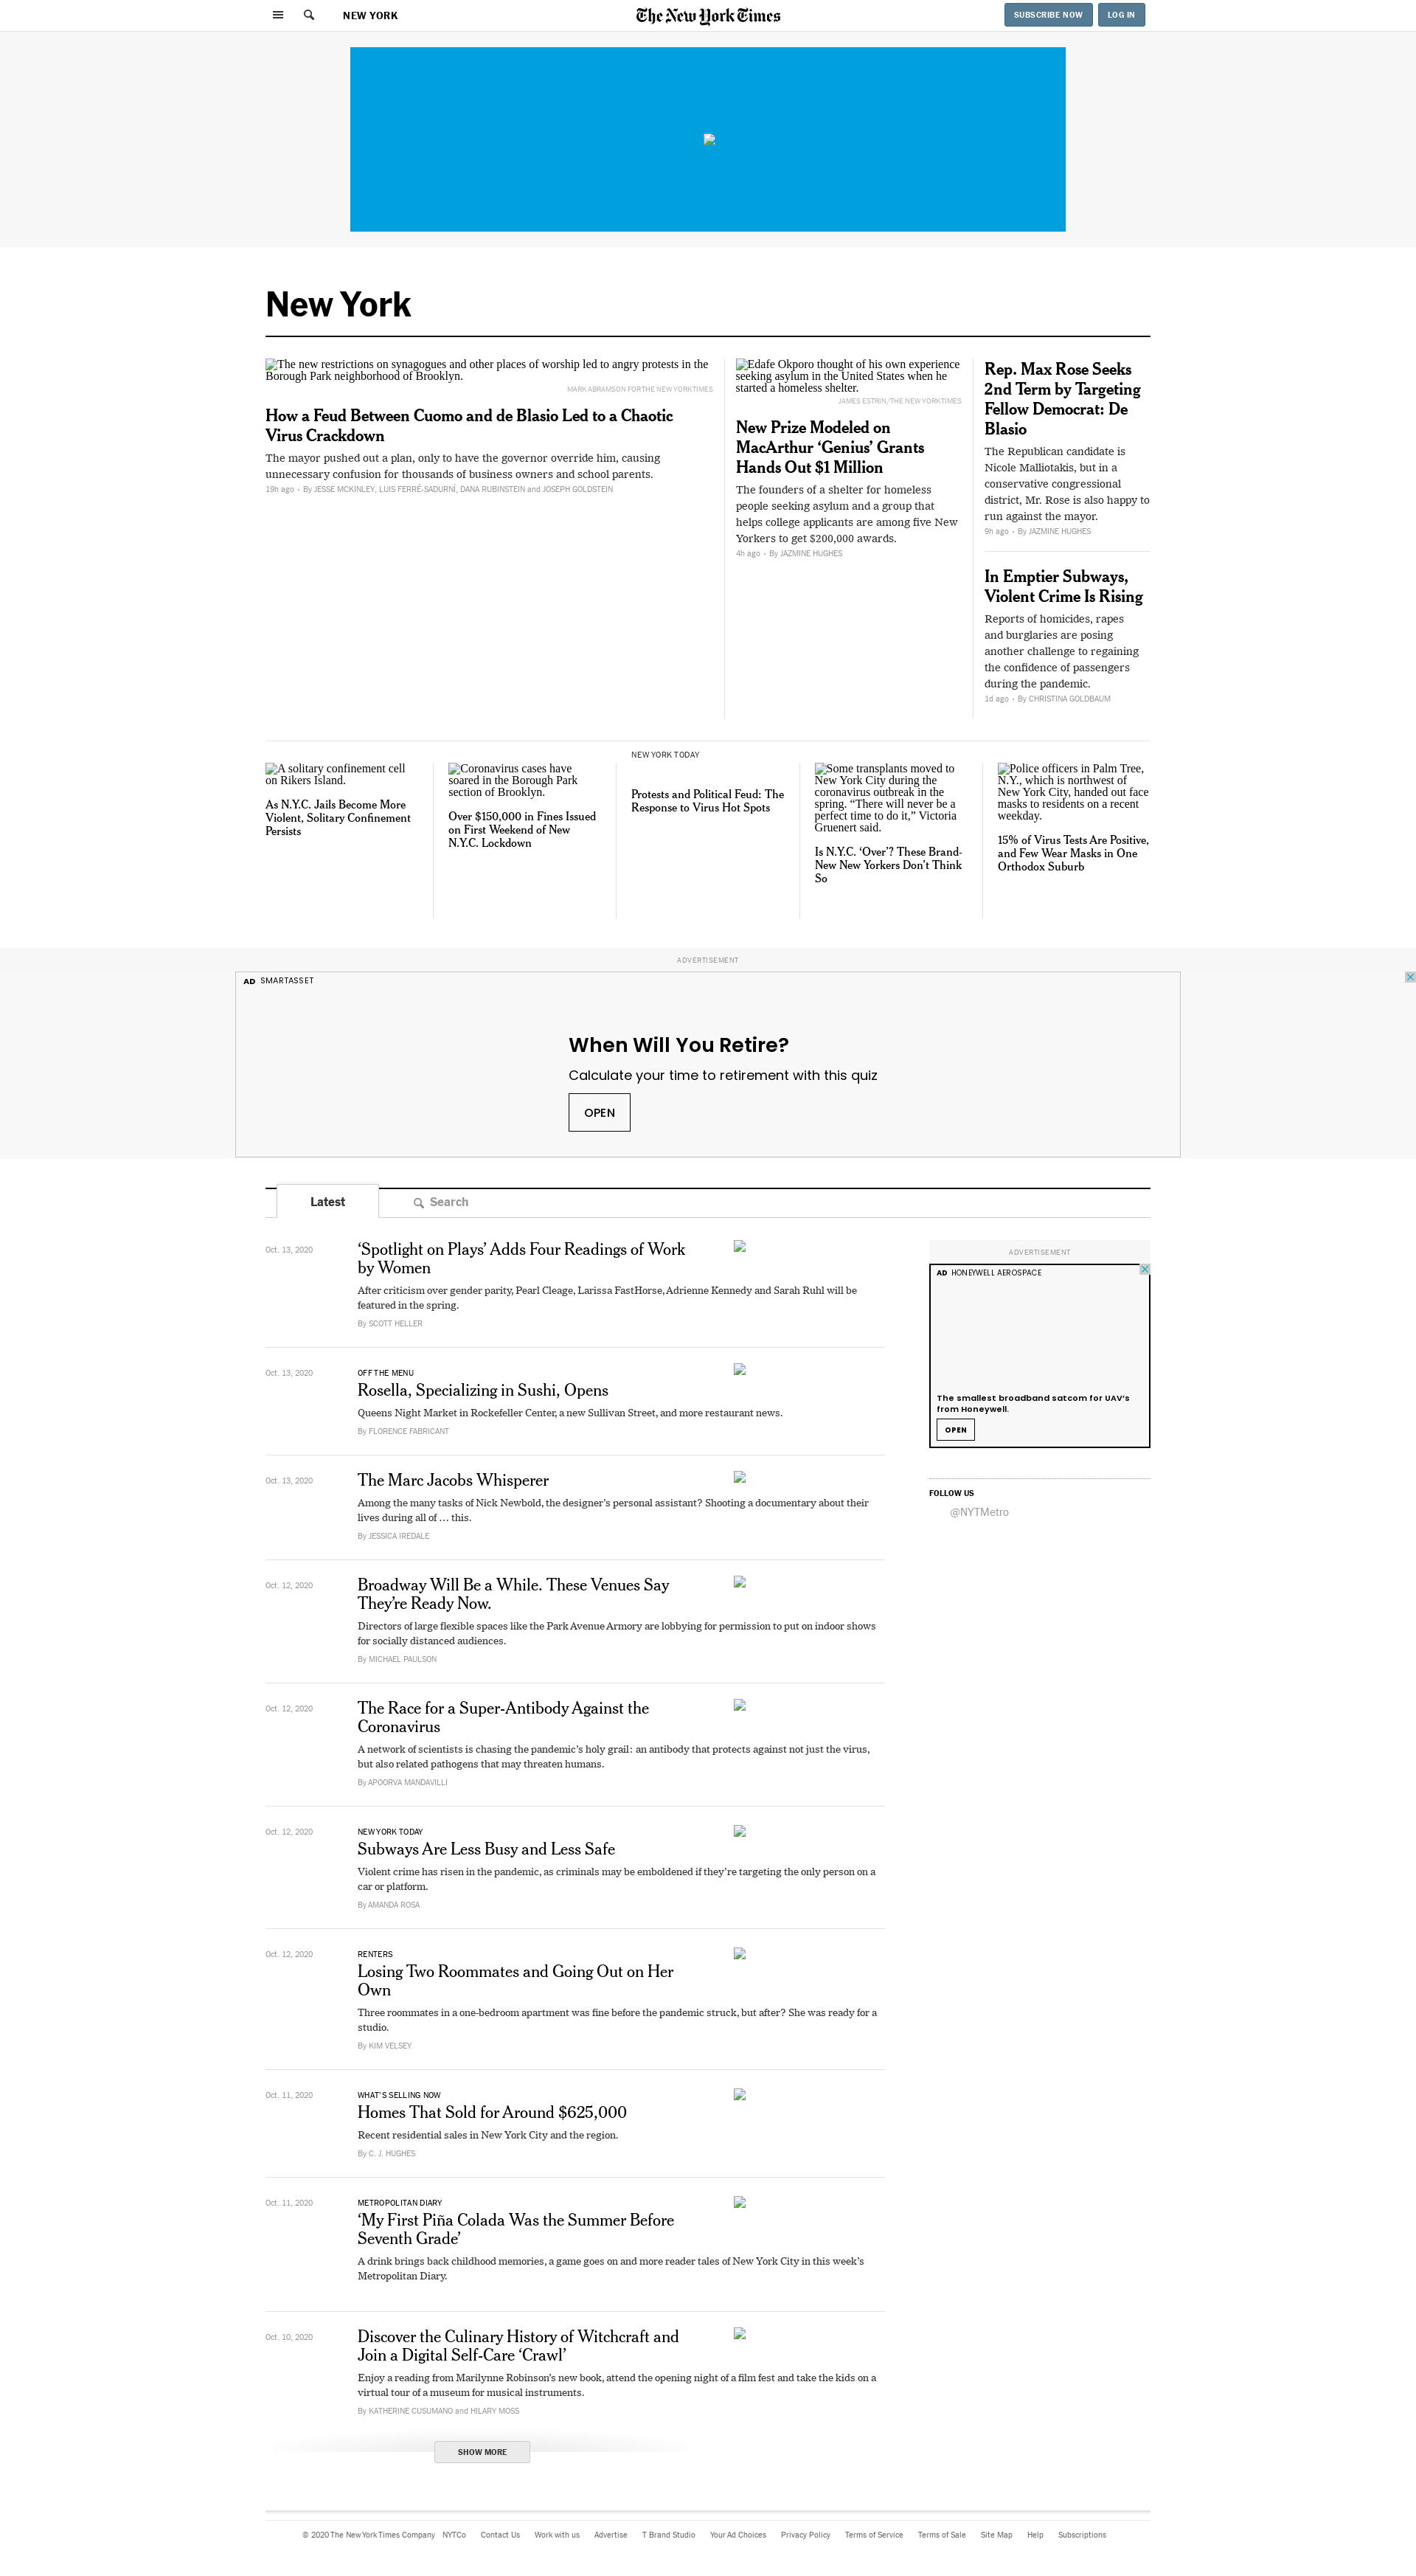 NEW YORK
The New York Times
SUBSCRIBE NOW
LOG IN
New York
The new restrictions on synagogues and other places of worship led to angry protests in the
Borough Park neighborhood of Brooklyn.
MARK ABRAMSON FOR THE NEW YORK TIMES
How a Feud Between Cuomo and de Blasio Led to a Chaotic
Virus Crackdown
The mayor pushed out a plan, only to have the governor override him, causing
unnecessary confusion for thousands of business owners and school parents.
19h ago • By JESSE MCKINLEY, LUIS FERRÉ-SADURNÍ, DANA RUBINSTEIN and JOSEPH GOLDSTEIN
Edafe Okporo thought of his own experience
seeking asylum in the United States when he
started a homeless shelter.
JAMES ESTRIN/THE NEW YORK TIMES
New Prize Modeled on
MacArthur ‘Genius’ Grants
Hands Out $1 Million
The founders of a shelter for homeless
people seeking asylum and a group that
helps college applicants are among five New
Yorkers to get $200,000 awards.
4h ago • By JAZMINE HUGHES
Rep. Max Rose Seeks
2nd Term by Targeting
Fellow Democrat: De
Blasio
The Republican candidate is
Nicole Malliotakis, but in a
conservative congressional
district, Mr. Rose is also happy to
run against the mayor.
9h ago • By JAZMINE HUGHES
In Emptier Subways,
Violent Crime Is Rising
Reports of homicides, rapes
and burglaries are posing
another challenge to regaining
the confidence of passengers
during the pandemic.
1d ago • By CHRISTINA GOLDBAUM
A solitary confinement cell
on Rikers Island.
As N.Y.C. Jails Become More
Violent, Solitary Confinement
Persists
Coronavirus cases have
soared in the Borough Park
section of Brooklyn.
Over $150,000 in Fines Issued
on First Weekend of New
N.Y.C. Lockdown
NEW YORK TODAY
Protests and Political Feud: The
Response to Virus Hot Spots
Some transplants moved to
New York City during the
coronavirus outbreak in the
spring. “There will never be a
perfect time to do it,” Victoria
Gruenert said.
Is N.Y.C. ‘Over’? These Brand-
New New Yorkers Don’t Think
So
Police officers in Palm Tree,
N.Y., which is northwest of
New York City, handed out face
masks to residents on a recent
weekday.
15% of Virus Tests Are Positive,
and Few Wear Masks in One
Orthodox Suburb
ADVERTISEMENT
AD SMARTASSET
When Will You Retire?
Calculate your time to retirement with this quiz
OPEN
Latest
Search
Oct. 13, 2020
‘Spotlight on Plays’ Adds Four Readings of Work
by Women
After criticism over gender parity, Pearl Cleage, Larissa FastHorse, Adrienne Kennedy and Sarah Ruhl will be
featured in the spring.
By SCOTT HELLER
Oct. 13, 2020
OFF THE MENU
Rosella, Specializing in Sushi, Opens
Queens Night Market in Rockefeller Center, a new Sullivan Street, and more restaurant news.
By FLORENCE FABRICANT
Oct. 13, 2020
The Marc Jacobs Whisperer
Among the many tasks of Nick Newbold, the designer’s personal assistant? Shooting a documentary about their
lives during all of … this.
By JESSICA IREDALE
Oct. 12, 2020
Broadway Will Be a While. These Venues Say
They’re Ready Now.
Directors of large flexible spaces like the Park Avenue Armory are lobbying for permission to put on indoor shows
for socially distanced audiences.
By MICHAEL PAULSON
Oct. 12, 2020
The Race for a Super-Antibody Against the
Coronavirus
A network of scientists is chasing the pandemic’s holy grail: an antibody that protects against not just the virus,
but also related pathogens that may threaten humans.
By APOORVA MANDAVILLI
Oct. 12, 2020
NEW YORK TODAY
Subways Are Less Busy and Less Safe
Violent crime has risen in the pandemic, as criminals may be emboldened if they’re targeting the only person on a
car or platform.
By AMANDA ROSA
Oct. 12, 2020
RENTERS
Losing Two Roommates and Going Out on Her
Own
Three roommates in a one-bedroom apartment was fine before the pandemic struck, but after? She was ready for a
studio.
By KIM VELSEY
Oct. 11, 2020
WHAT’S SELLING NOW
Homes That Sold for Around $625,000
Recent residential sales in New York City and the region.
By C. J. HUGHES
Oct. 11, 2020
METROPOLITAN DIARY
‘My First Piña Colada Was the Summer Before
Seventh Grade’
A drink brings back childhood memories, a game goes on and more reader tales of New York City in this week’s
Metropolitan Diary.
Oct. 10, 2020
Discover the Culinary History of Witchcraft and
Join a Digital Self-Care ‘Crawl’
Enjoy a reading from Marilynne Robinson’s new book, attend the opening night of a film fest and take the kids on a
virtual tour of a museum for musical instruments.
By KATHERINE CUSUMANO and HILARY MOSS
SHOW MORE
ADVERTISEMENT
AD HONEYWELL AEROSPACE
The smallest broadband satcom for UAV’s
from Honeywell.
OPEN
FOLLOW US
@NYTMetro
© 2020 The New York Times Company NYTCo Contact Us Work with us Advertise T Brand Studio Your Ad Choices Privacy Policy Terms of Service Terms of Sale Site Map Help Subscriptions